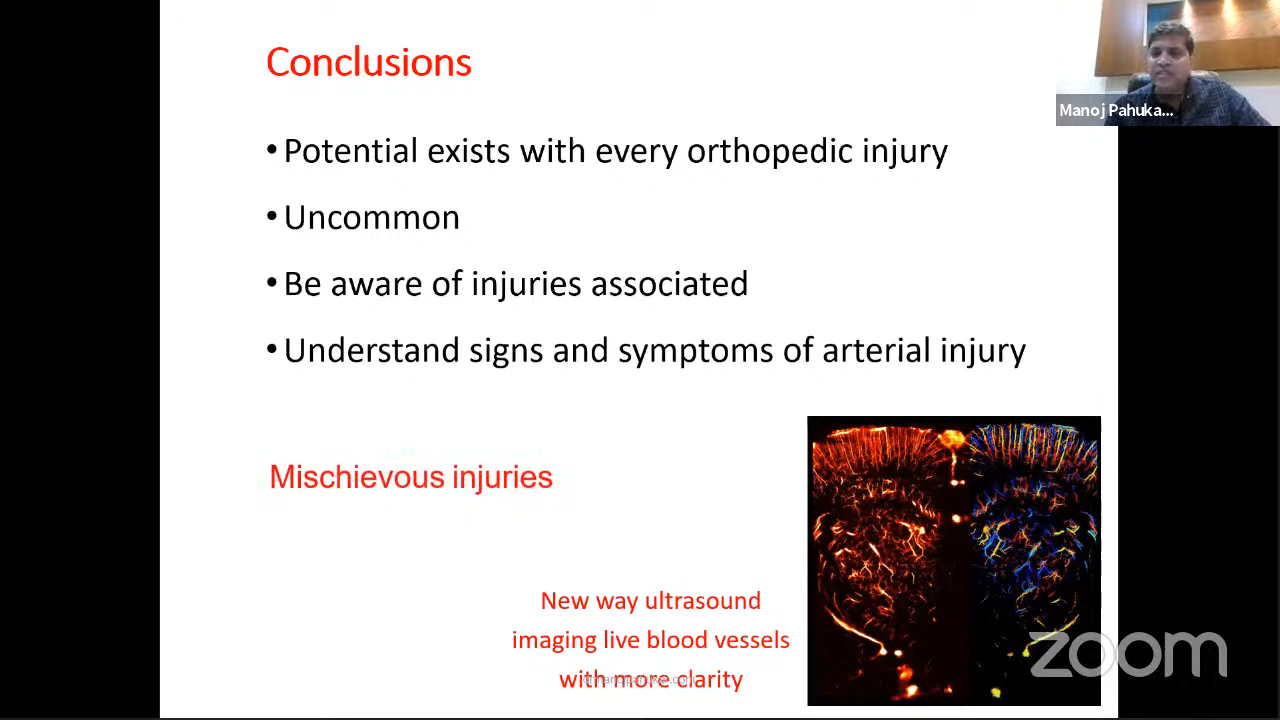 Conclusions
Manoj Pahuka...
• Potential exists with every orthopedic injury
• Uncommon
• Be aware of injuries associated
• Understand signs and symptoms of arterial injury
Mischievous injuries
New way ultrasound
imaging live blood vessels
with more clarity
zoom